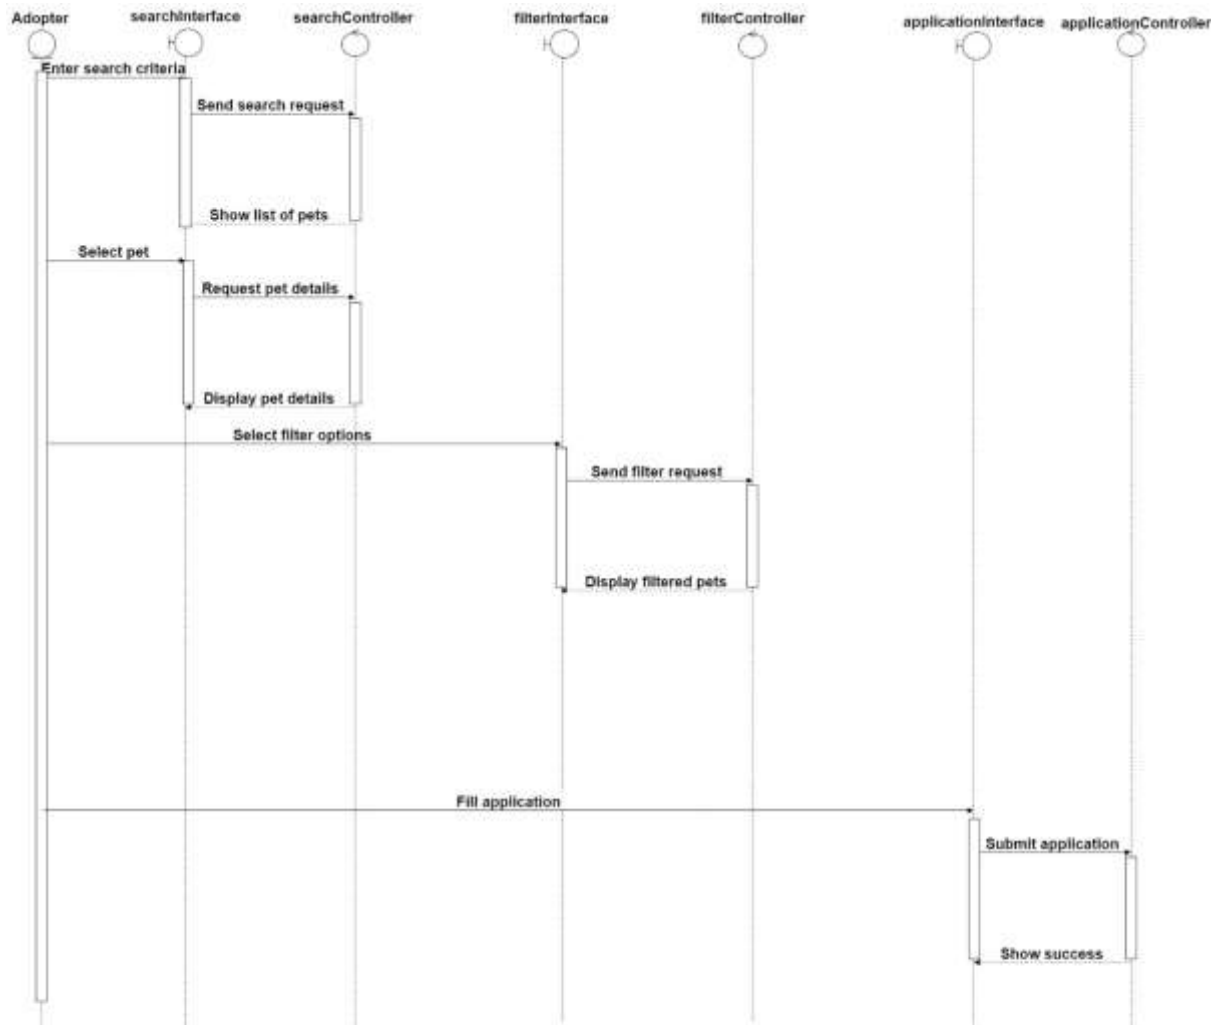 Adopter
searchInterface
searchController
filterInterface
filterController
applicationInterface
applicationController
Enter search criteria
Send search request
Show list of pets
Select pet
Request pet details
Display pet details
Select filter options
Send filter request
Display filtered pets
Fill application
Submit application
Show success